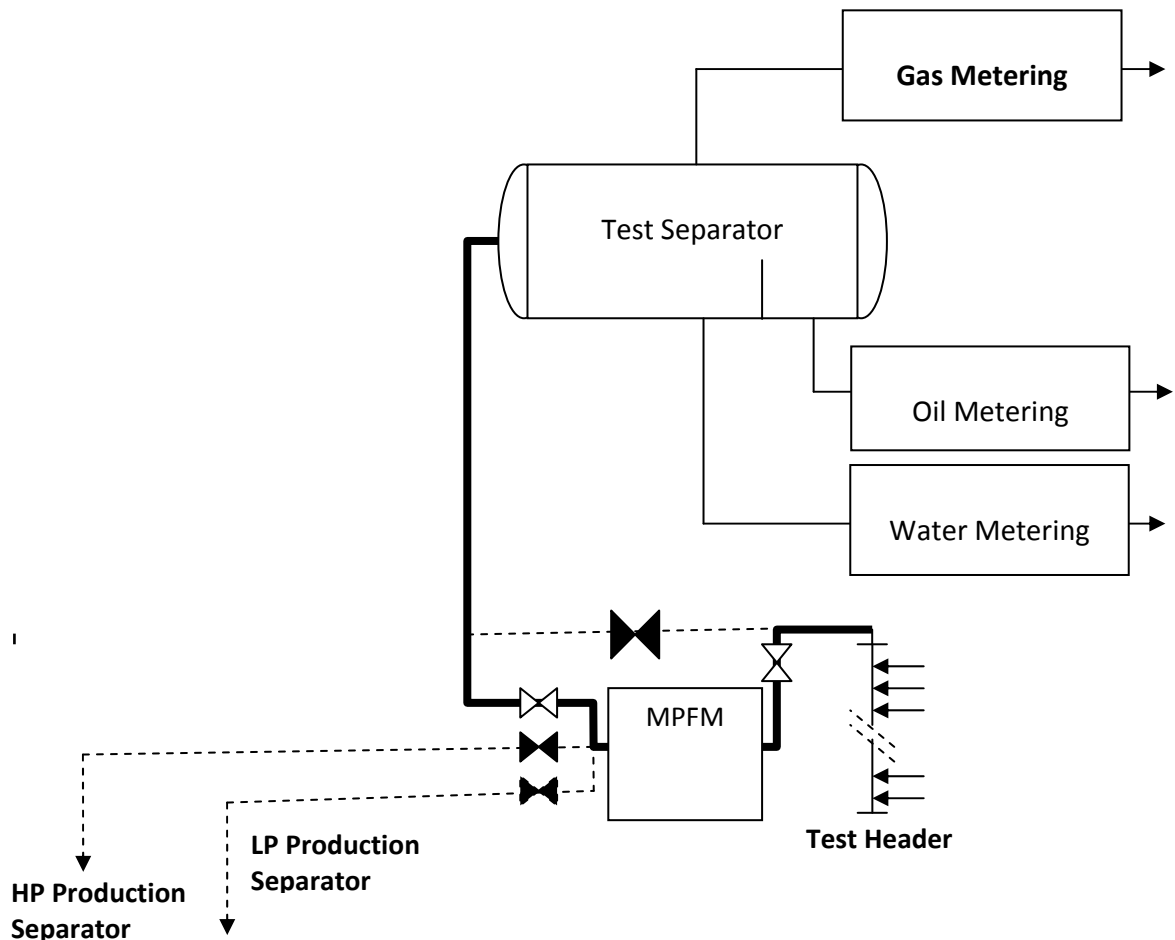 Gas Metering
Test Separator
Oil Metering
Water Metering
MPFM
Test Header
LP Production
Separator
HP Production
Separator